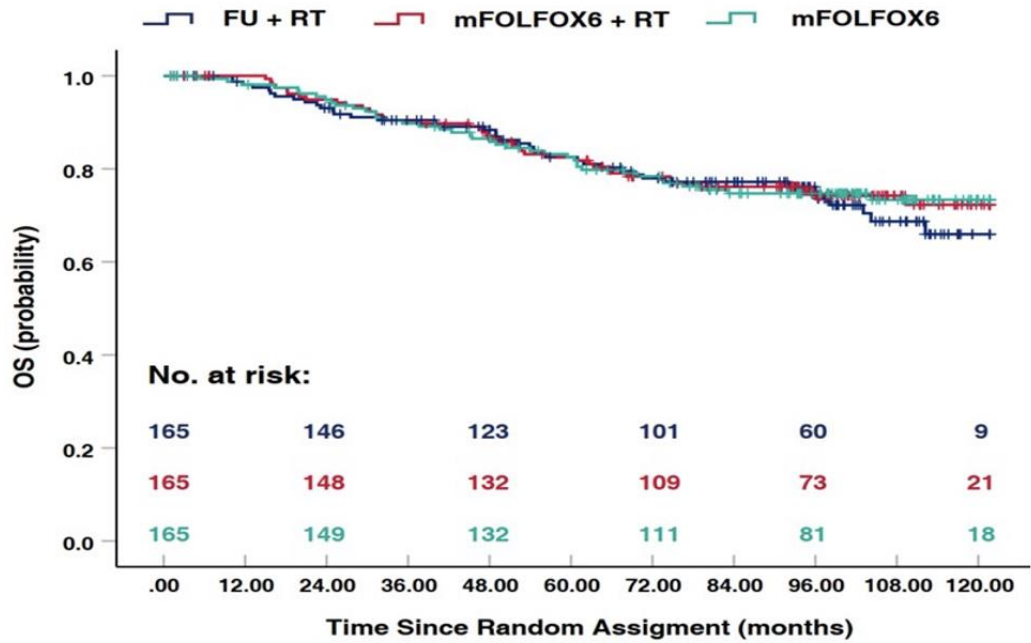 FU + RT mFOLFOX6 + RT mFOLFOX6
1.0
0.8
0.6
0.4
0.2
0.0
OS (probability)
No. at risk:
165 146 123 101 60 9
165 148 132 109 73 21
165 149 132 111 81 18
.00 12.00 24.00 36.00 48.00 60.00 72.00 84.00 96.00 108.00 120.00
Time Since Random Assigment (months)